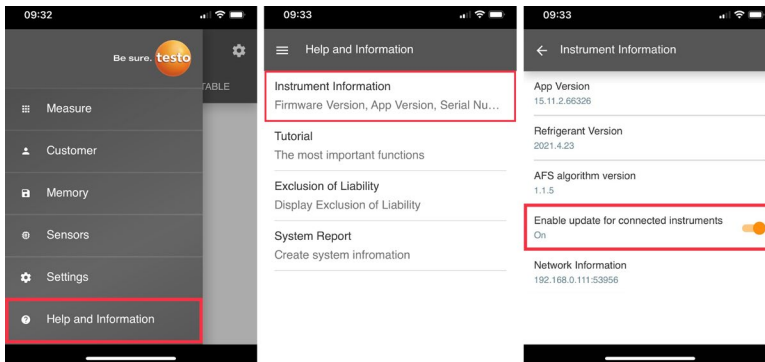 09:32
Be sure. testo
TABLE
Measure
Customer
Memory
Sensors
Settings
Help and Information
09:33
Help and Information
Instrument Information
Firmware Version, App Version, Serial Nu...
Tutorial
The most important functions
Exclusion of Liability
Display Exclusion of Liability
System Report
Create system infromation
09:33
Instrument Information
App Version
15.11.2.66326
Refrigerant Version
2021.4.23
AFS algorithm version
1.1.5
Enable update for connected instruments
On
Network Information
192.168.0.111:53956